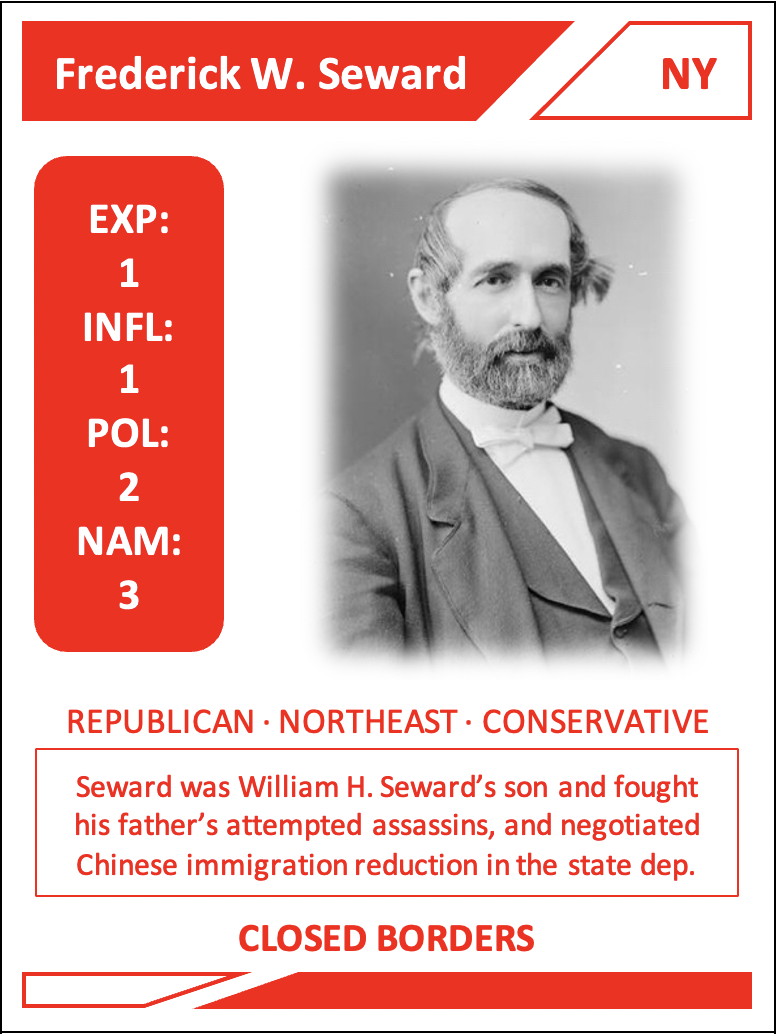 Frederick W. Seward
NY
EXP:
1
INFL:
1
POL:
2
NAM:
3
REPUBLICAN · NORTHEAST · CONSERVATIVE
Seward was William H. Seward’s son and fought
his father’s attempted assassins, and negotiated
Chinese immigration reduction in the state dep.
CLOSED BORDERS